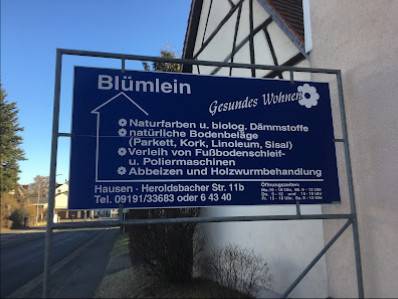 Blümlein
Gesundes Wohnen
Naturfarben u. biolog. Dämmstoffe
natürliche Bodenbeläge
(Parkett, Kork, Linoleum, Sisal)
Verleih von Fußbodenschleif-
u. Poliermaschinen
Abbeizen und Holzwurmbehandlung
Hausen - Heroldsbacher Str. 11b
Tel. 09191/33683 oder 6 43 40
Öffnungszeiten: